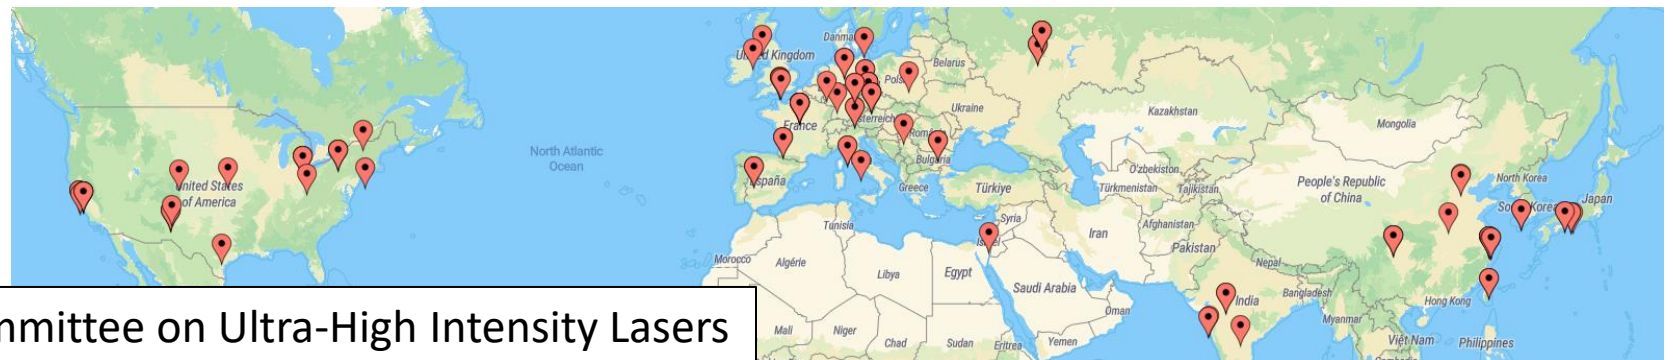 Danma
United Kingdom
Belarus
Pols
North Atlantic
Ocean
France
Österreich
Ukraine
România
Kazakhstan
Mongolia
United States
of America
España
Bulgaria
Greece
Türkiye
O'zbekiston
Türkmenistan
Tajikistan
People's Republic
of China
North Korea
South Korea
Japan
Tunisia
Syria
Israel
Iran
Afghanistan
Pakistan
Morocco
Algérie
Libya
Egypt
Saudi Arabia
Nepal
Bangladesh
India
Oman
Hong Kong
Myanmar
Mali
Niger
Chad
Sudan
Eritrea
Yemen
Việt Nam
Philippines
mmittee on Ultra-High Intensity Lasers